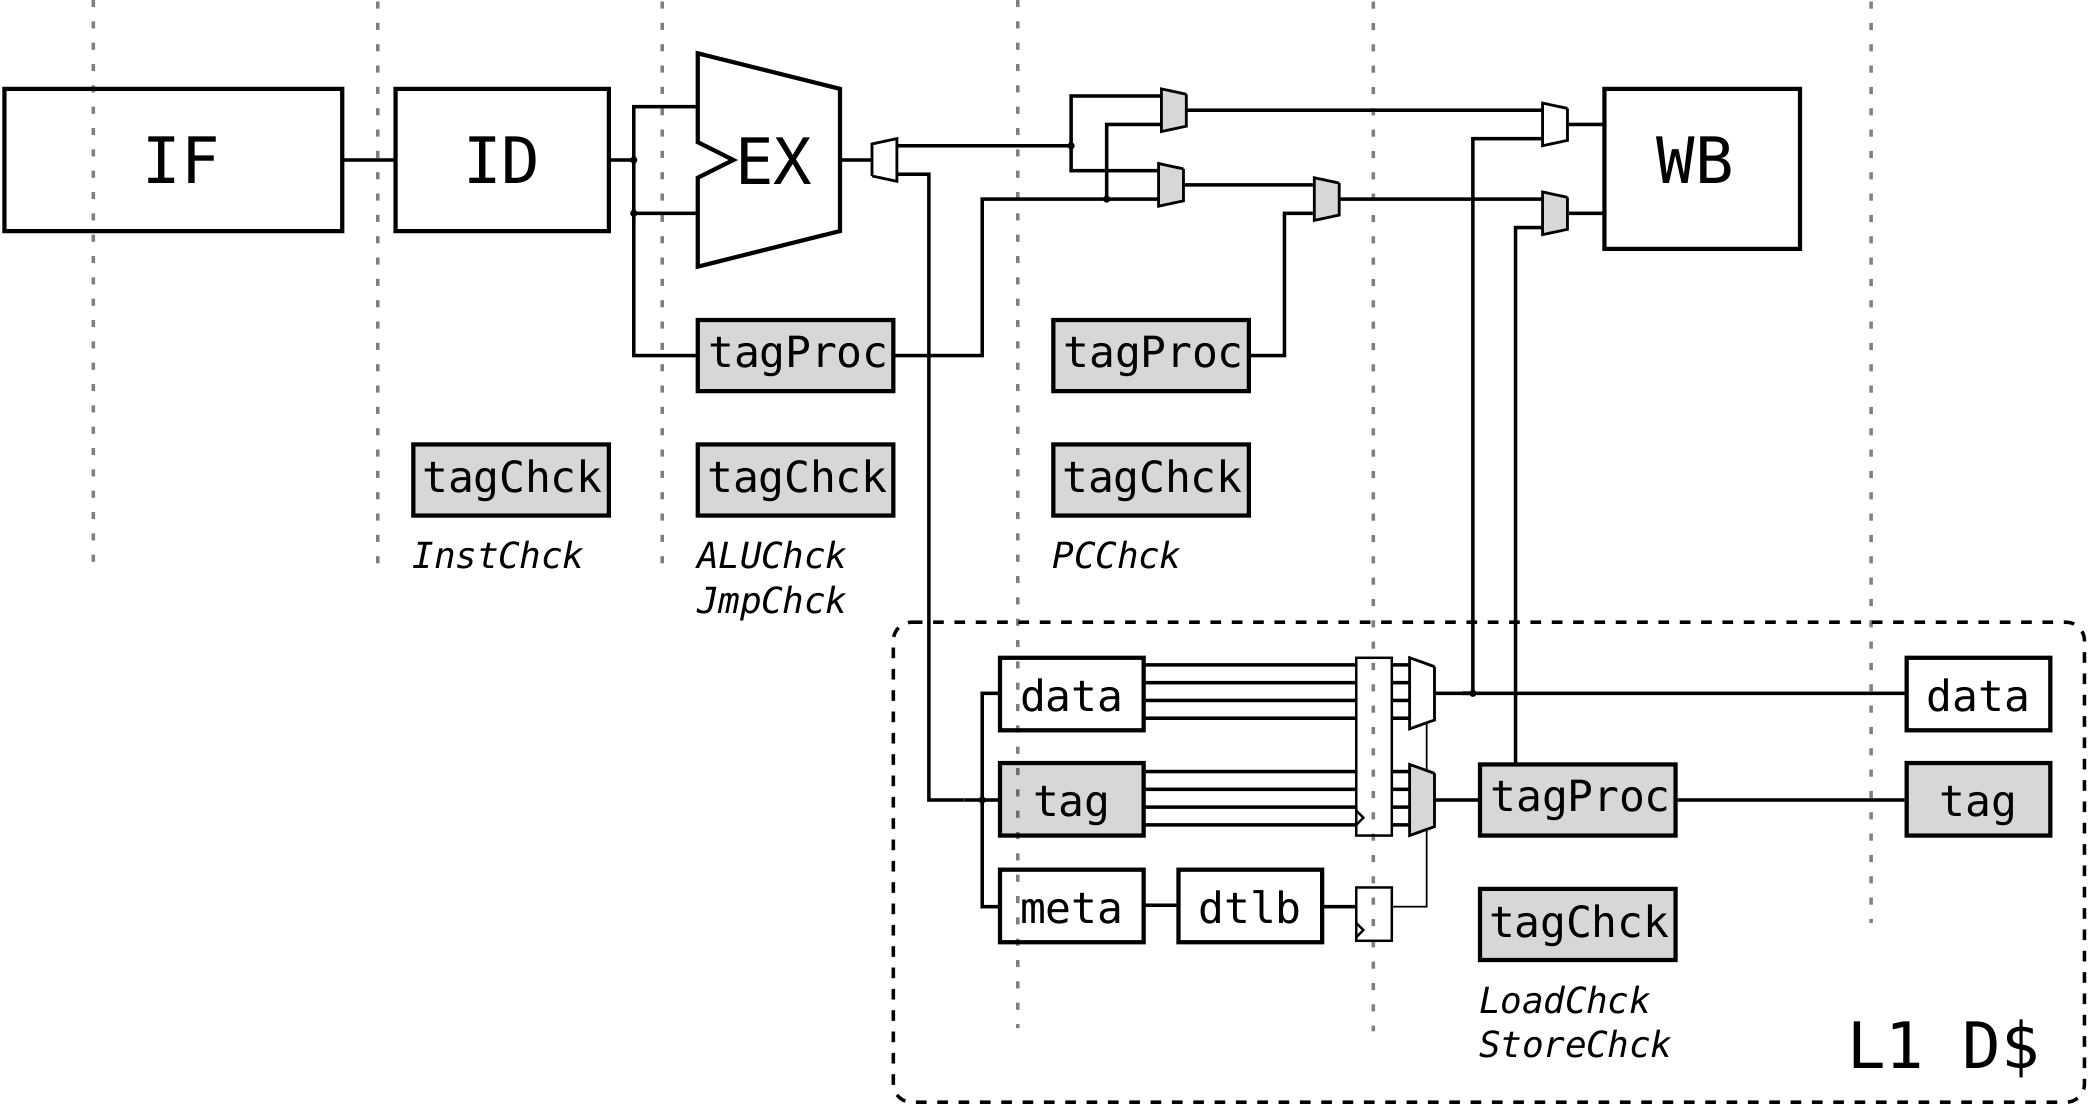 IF
ID
EX
WB
tagProc
tagProc
tagChck
tagChck
tagChck
InstChck
ALUChck
JmpChck
PCChck
data
data
tag
tagProc
tag
meta
dtlb
tagChck
LoadChck
StoreChck
L1 D$